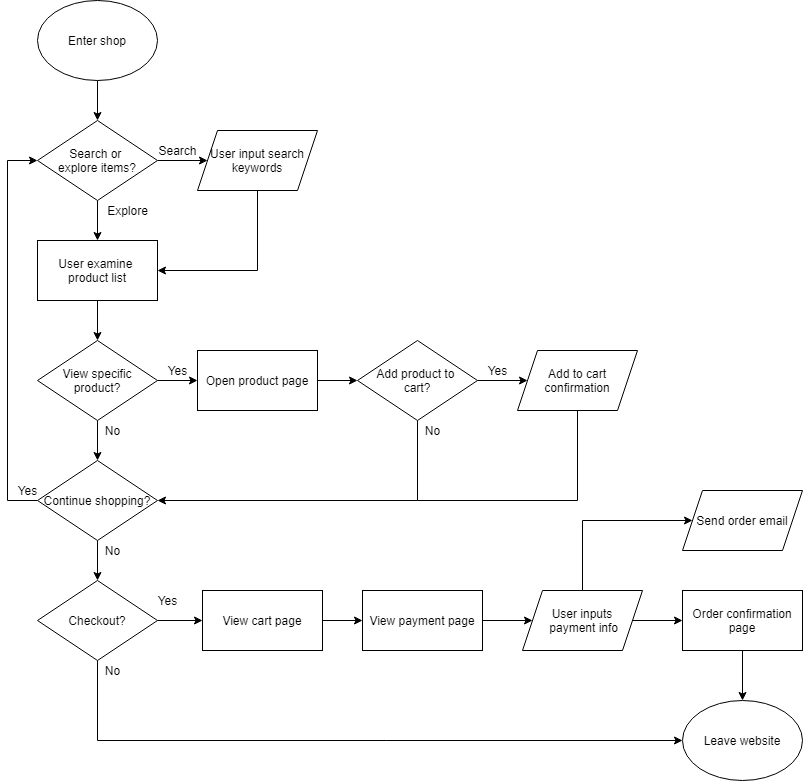 Enter shop
Search or
explore items?
Search
User input search
keywords
Explore
User examine
product list
View specific
product?
Yes
Open product page
Add product to
cart?
Yes
Add to cart
confirmation
No
No
Yes
Continue shopping?
Send order email
No
Checkout?
Yes
View cart page
View payment page
User inputs
payment info
Order confirmation
page
No
Leave website